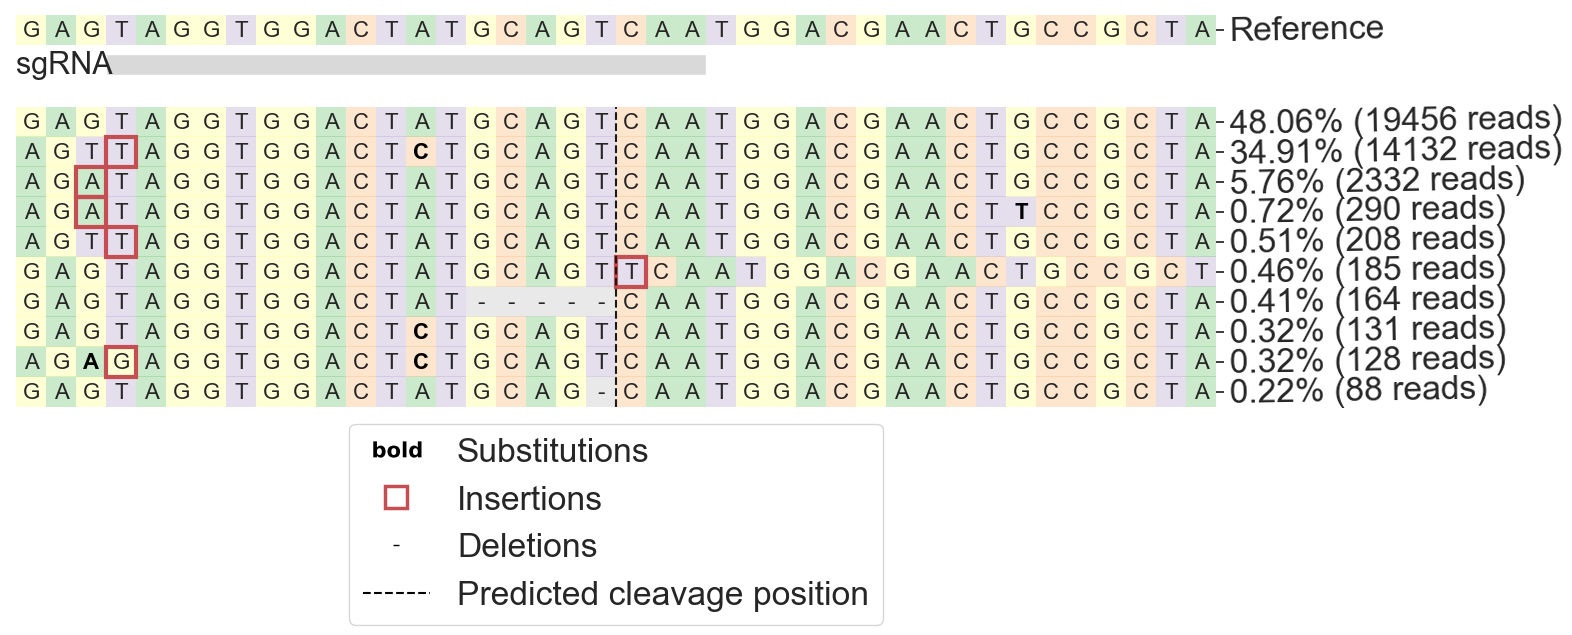 G A G T A G G T G G A C T A T G C A G T C A A T G G A C G A A C T G C C G C T A - Reference
sgRNA
G A G T A G G T G G A C T A T G C A G T C A A T G G A C G A A C T G C C G C T A - 48.06% (19456 reads)
A G T T A G G T G G A C T C T G C A G T C A A T G G A C G A A C T G C C G C T A - 34.91% (14132 reads)
A G A T A G G T G G A C T A T G C A G T C A A T G G A C G A A C T G C C G C T A - 5.76% (2332 reads)
A G A T A G G T G G A C T A T G C A G T C A A T G G A C G A A C T T C C G C T A - 0.72% (290 reads)
A G T T A G G T G G A C T A T G C A G T C A A T G G A C G A A C T G C C G C T A - 0.51% (208 reads)
G A G T A G G T G G A C T A T G C A G T T C A A T G G A C G A A C T G C C G C T - 0.46% (185 reads)
G A G T A G G T G G A C T A T - - - - - C A A T G G A C G A A C T G C C G C T A - 0.41% (164 reads)
G A G T A G G T G G A C T C T G C A G T C A A T G G A C G A A C T G C C G C T A - 0.32% (131 reads)
A G A G A G G T G G A C T C T G C A G T C A A T G G A C G A A C T G C C G C T A - 0.32% (128 reads)
G A G T A G G T G G A C T A T G C A G - C A A T G G A C G A A C T G C C G C T A - 0.22% (88 reads)
bold Substitutions
Insertions
- Deletions
Predicted cleavage position